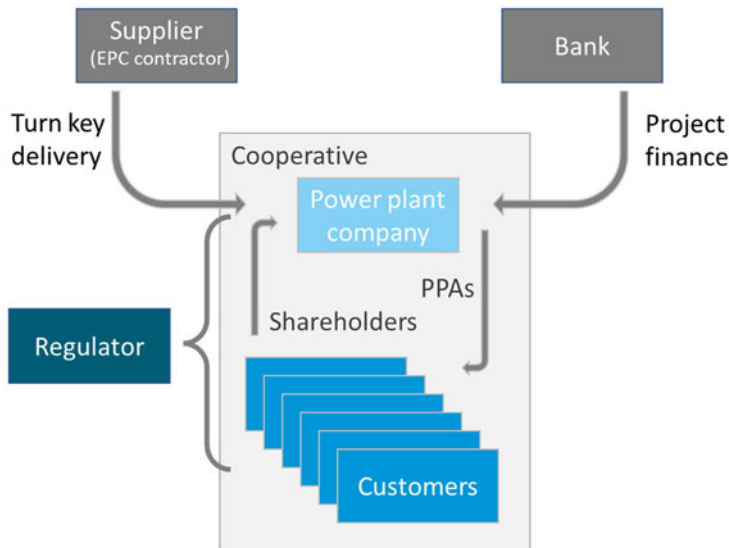 Supplier
(EPC contractor)
Bank
Turn key
delivery
Project
finance
Cooperative
Power plant
company
PPAs
Shareholders
Regulator
Customers